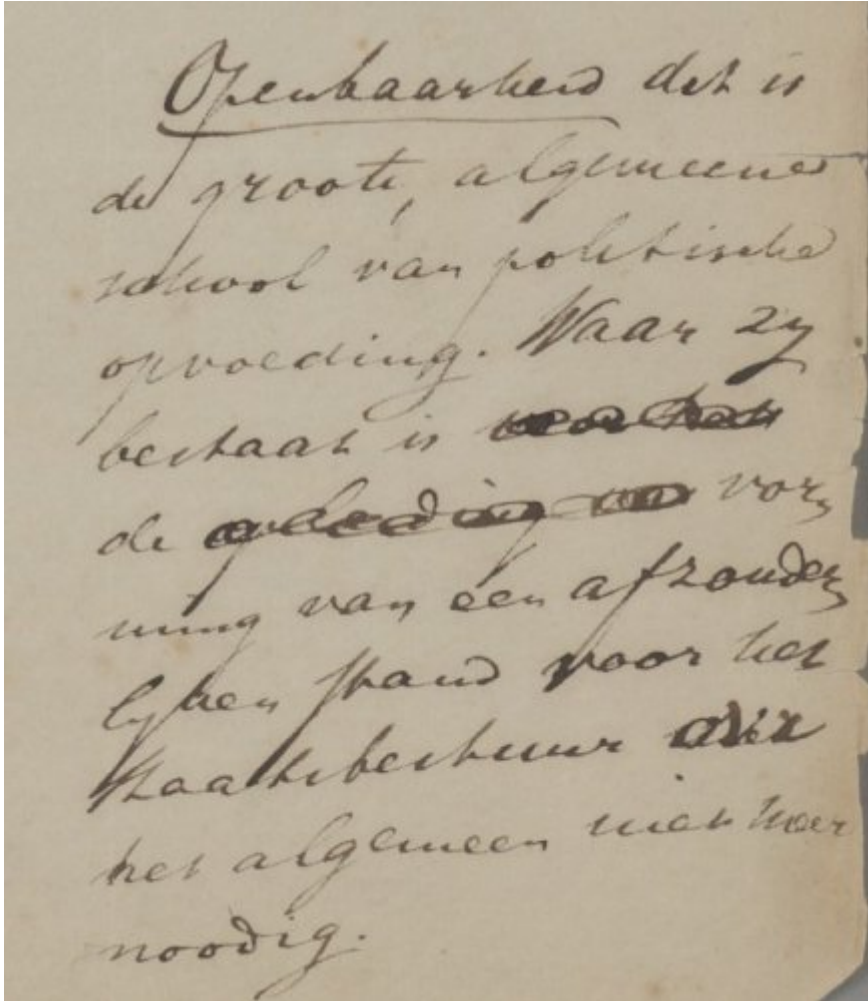 Openbaarheid dat is
de groote, algemeene
school van politische
opvoeding. Waar zy
bestaat is
de vor,
ming van een afzonder,
lyken stand voor het
staatsbestuur
het algemeen niet meer
noodig.